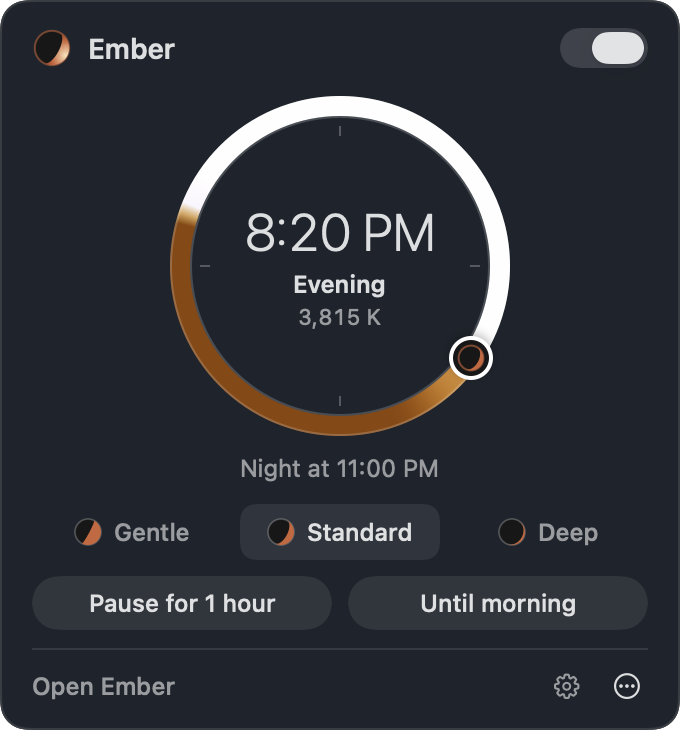 Ember
8:20 PM
Evening
3,815 K
Night at 11:00 PM
Gentle
Standard
Deep
Pause for 1 hour
Until morning
Open Ember